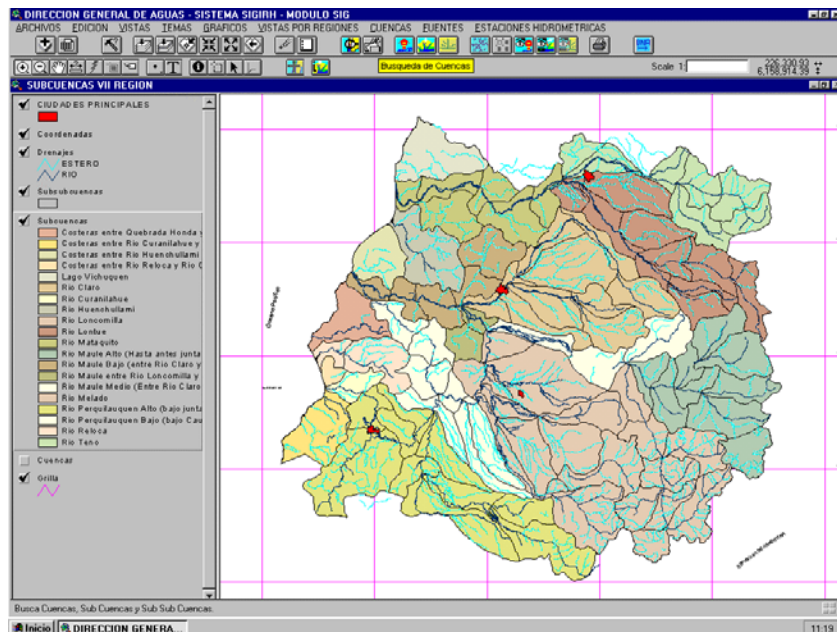 DIRECCION GENERAL DE AGUAS - SISTEMA SIGIRH - MODULO SIG
ARCHIVOS EDICION VISTAS TEMAS GRAFICOS VISTAS POR REGIONES CUENCAS FUENTES ESTACIONES HIDROMETRICAS
Busqueda de Cuencas
Scale 1:
226,330.93
6,158,914.39
SUBCUENCAS VII REGION
CIUDADES PRINCIPALES
Coordenadas
Drenajes
ESTERO
RIO
Subsubcuencas
Subcuencas
Costeras entre Quebrada Honda y
Costeras entre Rio Curanilahue y
Costeras entre Rio Huenchullami
Costeras entre Rio Reloca y Rio C
Lago Vichuquen
Rio Claro
Rio Curanilahue
Rio Huenshullami
Rio Loncomilla
Rio Lontue
Rio Mataquito
Rio Maule Alto (Hasta antes junta
Rio Maule Bajo (entre Rio Claro y
Rio Maule entre Rio Loncomilla y
Rio Maule Medio (Entre Rio Claro
Rio Melado
Rio Perquilauquen Alto (bajo junta
Rio Perquilauquen Bajo (bajo Cau
Rio Reloca
Rio Teno
Cuencas
Grilla
Busca Cuencas, Sub Cuencas y Sub Sub Cuencas.
Inicio DIRECCION GENERA... 11:19